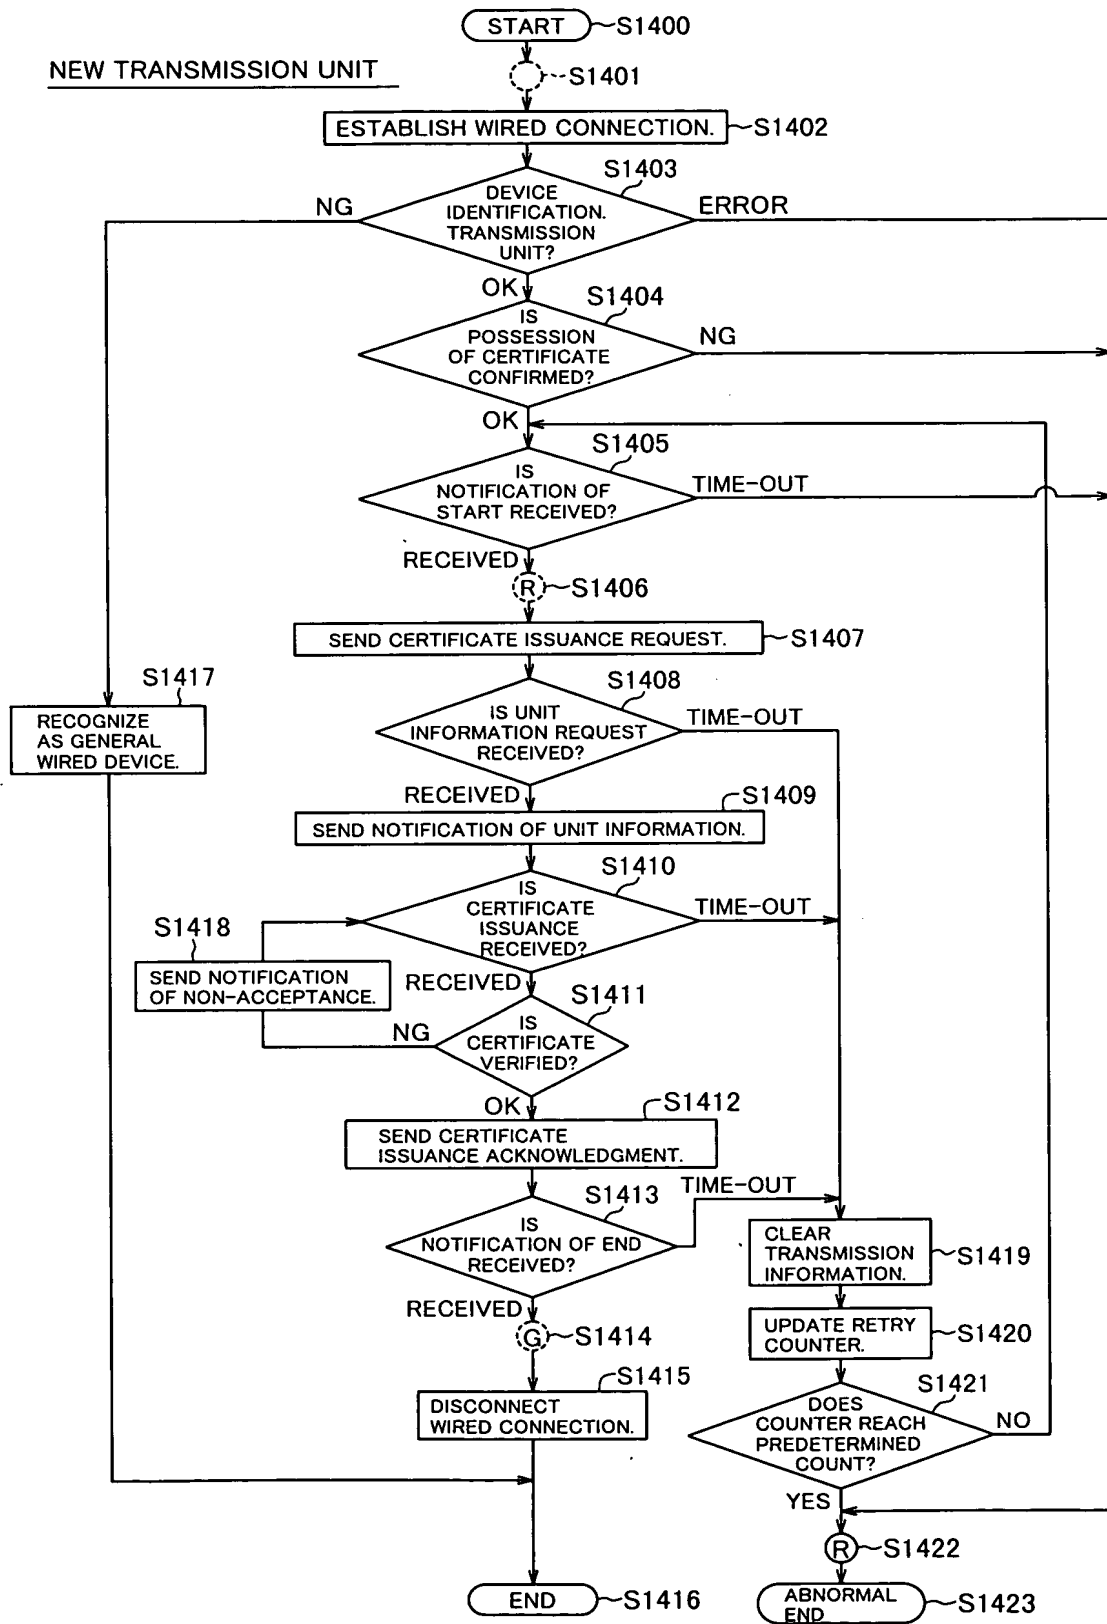 START
S1400
NEW TRANSMISSION UNIT
S1401
ESTABLISH WIRED CONNECTION.
S1402
S1403
NG
DEVICE
IDENTIFICATION.
TRANSMISSION
UNIT?
ERROR
OK
S1404
IS
POSSESSION
OF CERTIFICATE
CONFIRMED?
NG
OK
S1405
IS
NOTIFICATION OF
START RECEIVED?
TIME-OUT
RECEIVED
R
S1406
SEND CERTIFICATE ISSUANCE REQUEST.
S1407
S1417
RECOGNIZE
AS GENERAL
WIRED DEVICE.
S1408
IS UNIT
INFORMATION REQUEST
RECEIVED?
TIME-OUT
RECEIVED
S1409
SEND NOTIFICATION OF UNIT INFORMATION.
S1410
IS
CERTIFICATE
ISSUANCE
RECEIVED?
TIME-OUT
S1418
SEND NOTIFICATION
OF NON-ACCEPTANCE.
RECEIVED
S1411
IS
CERTIFICATE
VERIFIED?
NG
OK
S1412
SEND CERTIFICATE
ISSUANCE ACKNOWLEDGMENT.
S1413
IS
NOTIFICATION OF END
RECEIVED?
TIME-OUT
RECEIVED
G
S1414
S1415
DISCONNECT
WIRED CONNECTION.
CLEAR
TRANSMISSION
INFORMATION.
S1419
UPDATE RETRY
COUNTER.
S1420
S1421
DOES
COUNTER REACH
PREDETERMINED
COUNT?
NO
YES
R
S1422
END
S1416
ABNORMAL
END
S1423